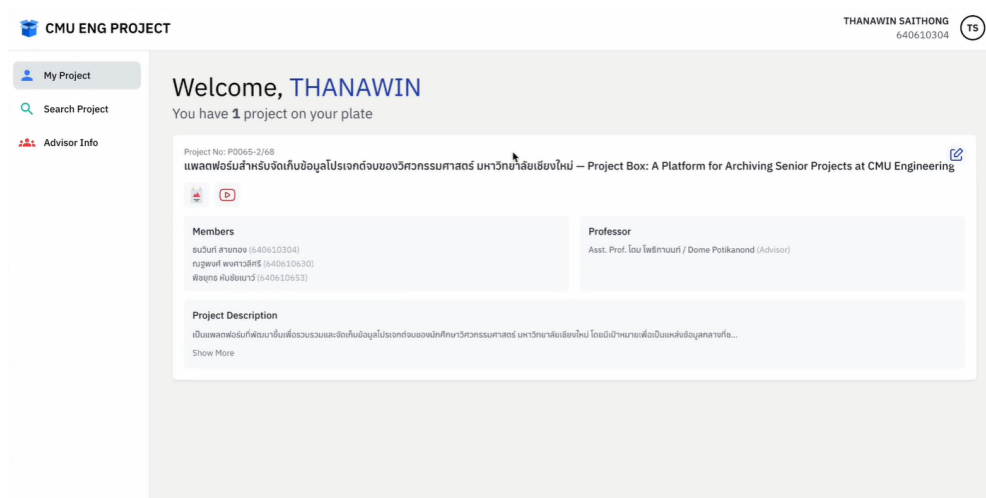 CMU ENG PROJECT
THANAWIN SAITHONG
640610304
TS
My Project
Search Project
Advisor Info
Welcome, THANAWIN
You have 1 project on your plate
Project No: P0065-2/68
แพลตฟอร์มสำหรับจัดเก็บข้อมูลโปรเจกต์จบของวิศวกรรมศาสตร์ มหาวิทยาลัยเชียงใหม่ — Project Box: A Platform for Archiving Senior Projects at CMU Engineering
Members
ธนวินท์ สายทอง (640610304)
ณฐพงศ์ พงศาวลีศรี (640610630)
พิชยุทธ หับชัยเนาว์ (640610653)
Professor
Asst. Prof. โดม โพธิกานนท์ / Dome Potikanond (Advisor)
Project Description
เป็นแพลตฟอร์มที่พัฒนาขึ้นเพื่อรวบรวมและจัดเก็บข้อมูลโปรเจกต์จบของนักศึกษาวิศวกรรมศาสตร์ มหาวิทยาลัยเชียงใหม่ โดยมีเป้าหมายเพื่อเป็นแหล่งข้อมูลกลางที่ช...
Show More